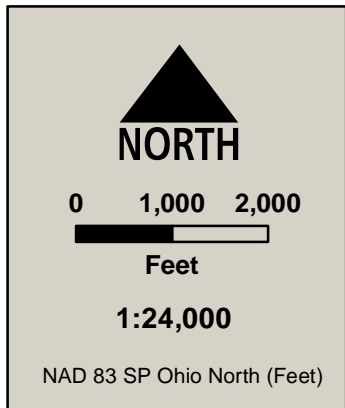 NORTH
0 1,000 2,000
Feet
1:24,000
NAD 83 SP Ohio North (Feet)